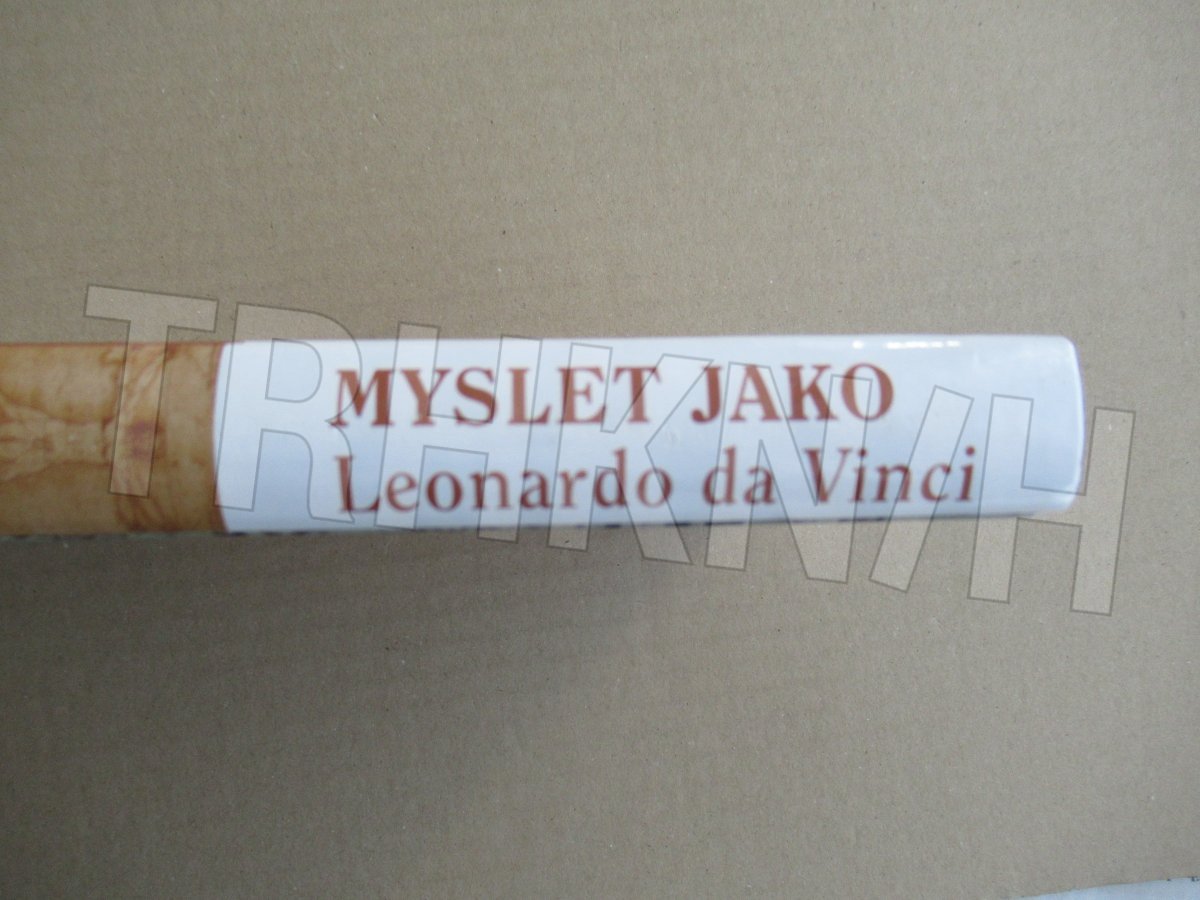 MYSLET JAKO
Leonardo da Vinci
TRHKNIH